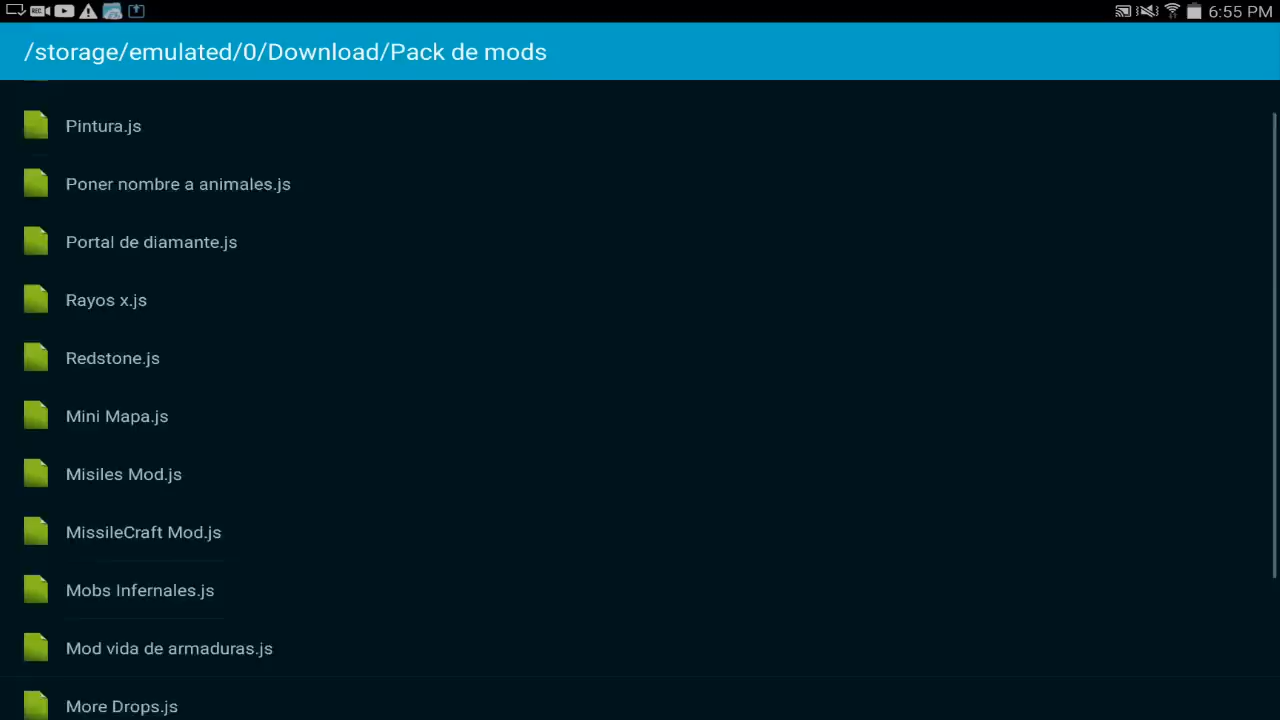 REC
6:55 PM
/storage/emulated/0/Download/Pack de mods
Pintura.js
Poner nombre a animales.js
Portal de diamante.js
Rayos x.js
Redstone.js
Mini Mapa.js
Misiles Mod.js
MissileCraft Mod.js
Mobs Infernales.js
Mod vida de armaduras.js
More Drops.js